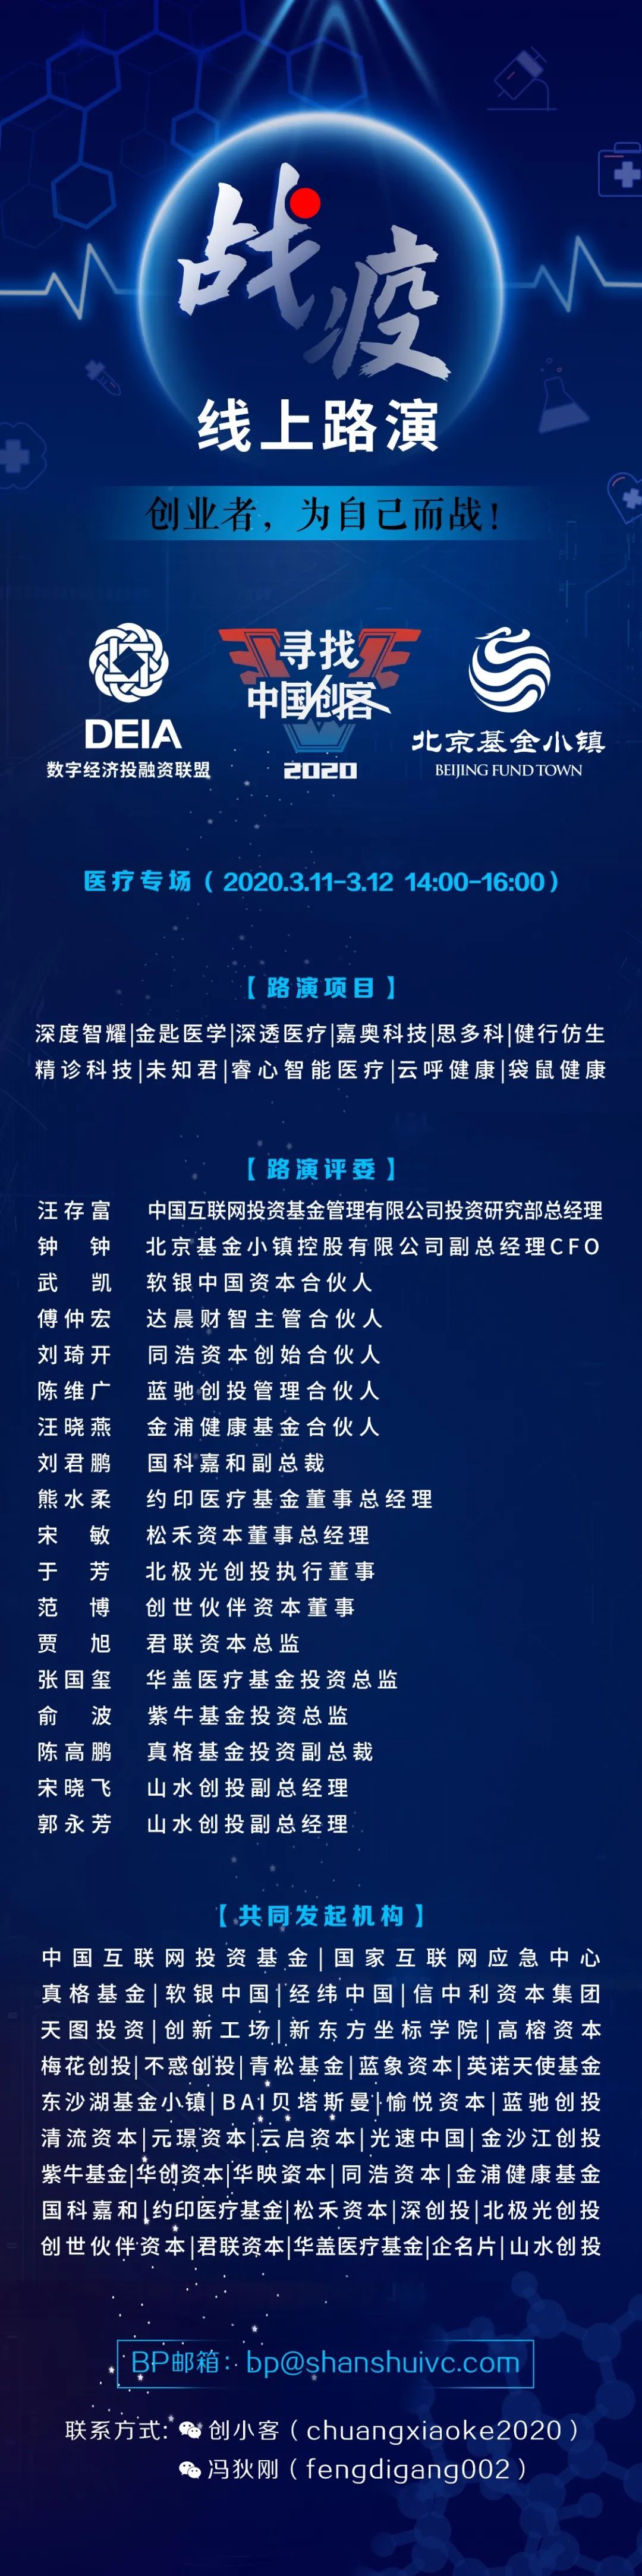 战疫
线上路演
创业者，为自己而战！
寻找
中国创客
2020
DEIA
数字经济投融资联盟
北京基金小镇
BEIJING FUND TOWN
医疗专场（2020.3.11-3.12 14:00-16:00）
【路演项目】
深度智耀|金匙医学|深透医疗|嘉奥科技|思多科|健行仿生
精诊科技|未知君|睿心智能医疗|云呼健康|袋鼠健康
【路演评委】
汪存富 中国互联网投资基金管理有限公司投资研究部总经理
钟 钟 北京基金小镇控股有限公司副总经理CFO
武 凯 软银中国资本合伙人
傅仲宏 达晨财智主管合伙人
刘琦开 同浩资本创始合伙人
陈维广 蓝驰创投管理合伙人
汪晓燕 金浦健康基金合伙人
刘君鹏 国科嘉和副总裁
熊水柔 约印医疗基金董事总经理
宋 敏 松禾资本董事总经理
于 芳 北极光创投执行董事
范 博 创世伙伴资本董事
贾 旭 君联资本总监
张国玺 华盖医疗基金投资总监
俞 波 紫牛基金投资总监
陈高鹏 真格基金投资副总裁
宋晓飞 山水创投副总经理
郭永芳 山水创投副总经理
【共同发起机构】
中国互联网投资基金|国家互联网应急中心
真格基金|软银中国|经纬中国|信中利资本集团
天图投资|创新工场|新东方坐标学院|高榕资本
梅花创投|不惑创投|青松基金|蓝象资本|英诺天使基金
东沙湖基金小镇|BAI贝塔斯曼|愉悦资本|蓝驰创投
清流资本|元璟资本|云启资本|光速中国|金沙江创投
紫牛基金|华创资本|华映资本|同浩资本|金浦健康基金
国科嘉和|约印医疗基金|松禾资本|深创投|北极光创投
创世伙伴资本|君联资本|华盖医疗基金|企名片|山水创投
BP邮箱：bp@shanshuivc.com
联系方式: 创小客（chuangxiaoke2020）
冯狄刚（fengdigang002）